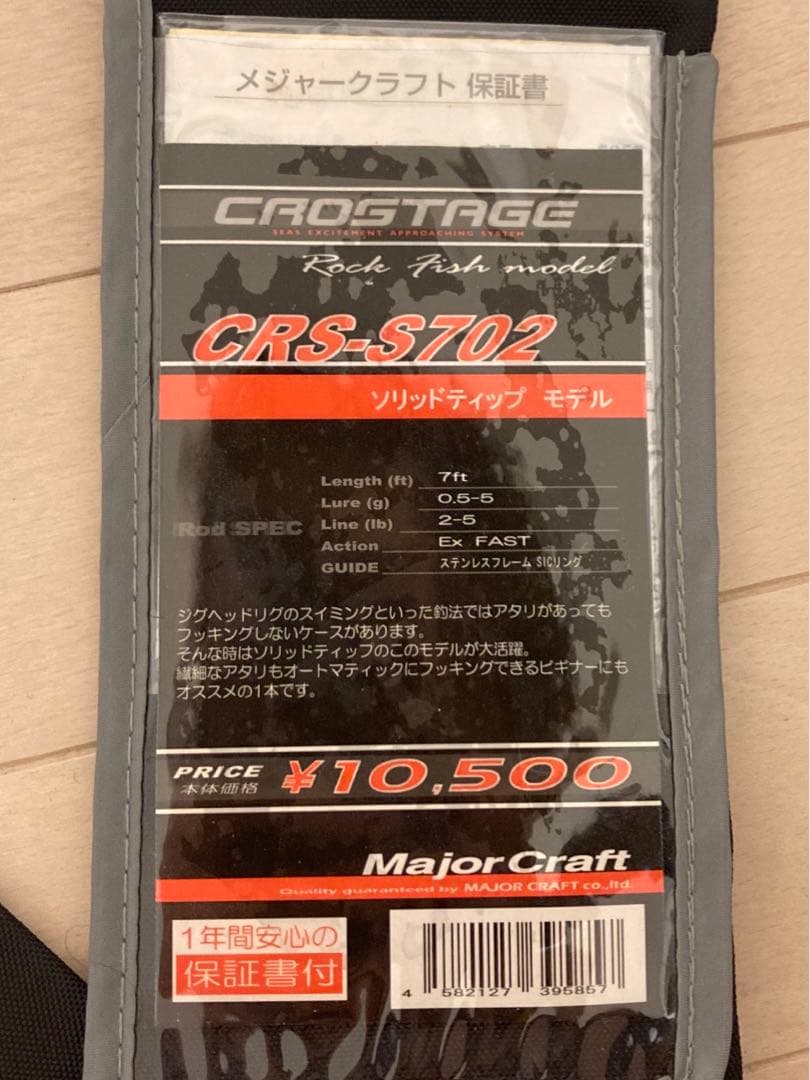 メジャークラフト 保証書
CROSTAGE
SEAS EXCITEMENT APPROACHING SYSTEM
Rock Fish model
CRS-S702
ソリッドティップ モデル
Rod SPEC
Length (ft) 7ft
Lure (g) 0.5-5
Line (lb) 2-5
Action Ex FAST
GUIDE ステンレスフレーム SICリング
ジグヘッドリグのスイミングといった釣法ではアタリがあっても
フッキングしないケースがあります。
そんな時はソリッドティップのこのモデルが大活躍。
繊細なアタリもオートマティックにフッキングできるビギナーにも
オススメの1本です。
PRICE
本体価格
¥10,500
Major Craft
Quality guaranteed by MAJOR CRAFT co.,ltd.
1年間安心の
保証書付
4 582127 395857